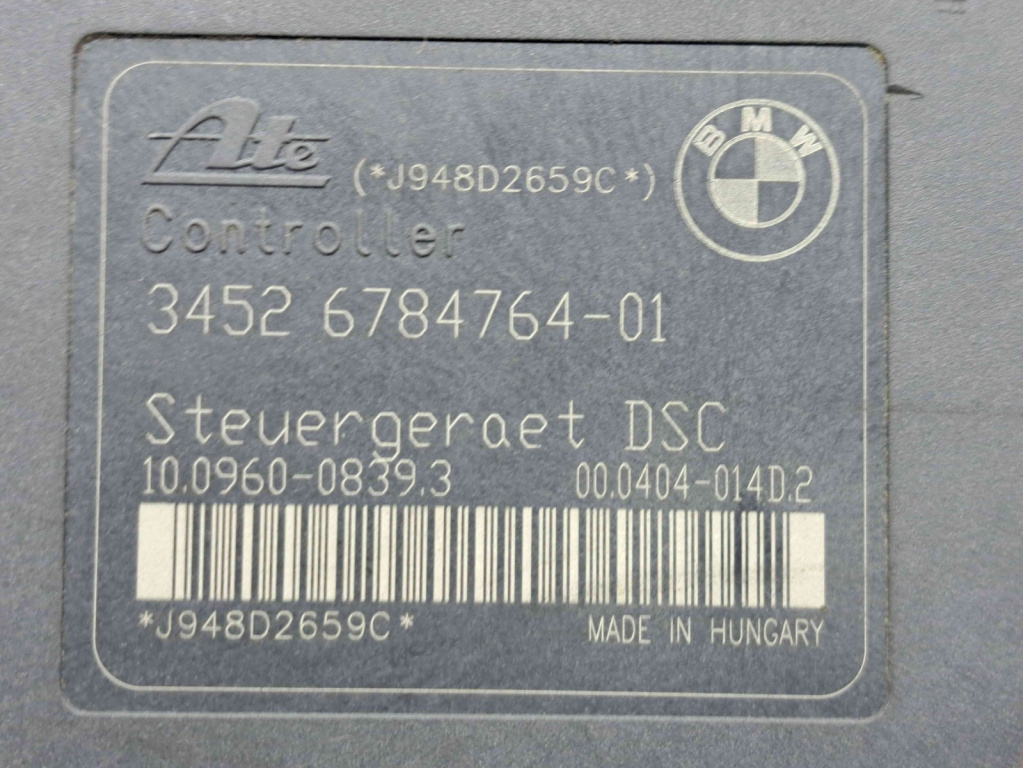 Ate (*J948D2659C*) BMW
Controller
3452 6784764-01
Steuergeraet DSC
10.0960-0839.3 00.0404-014D.2
*J948D2659C* MADE IN HUNGARY